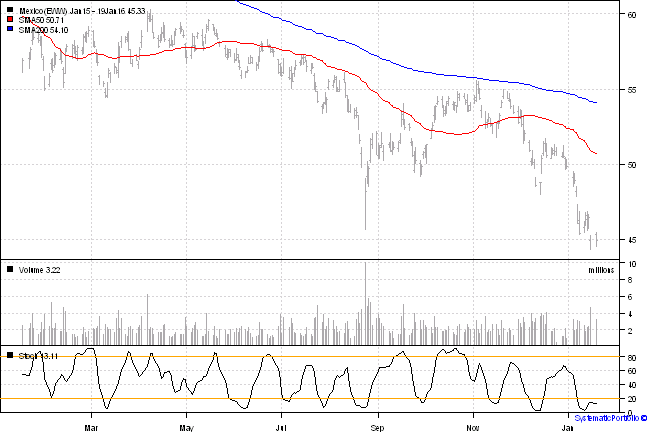 Mexico(EWW) Jan15 - 19Jan16 45.33
SMA50 50.71
SMA200 54.10
60
55
50
45
Volume 3.22
millions
10
8
6
4
2
Stoch 13.11
80
60
40
20
0
Mar May Jul Sep Nov Jan
SystematicPortfolio ©